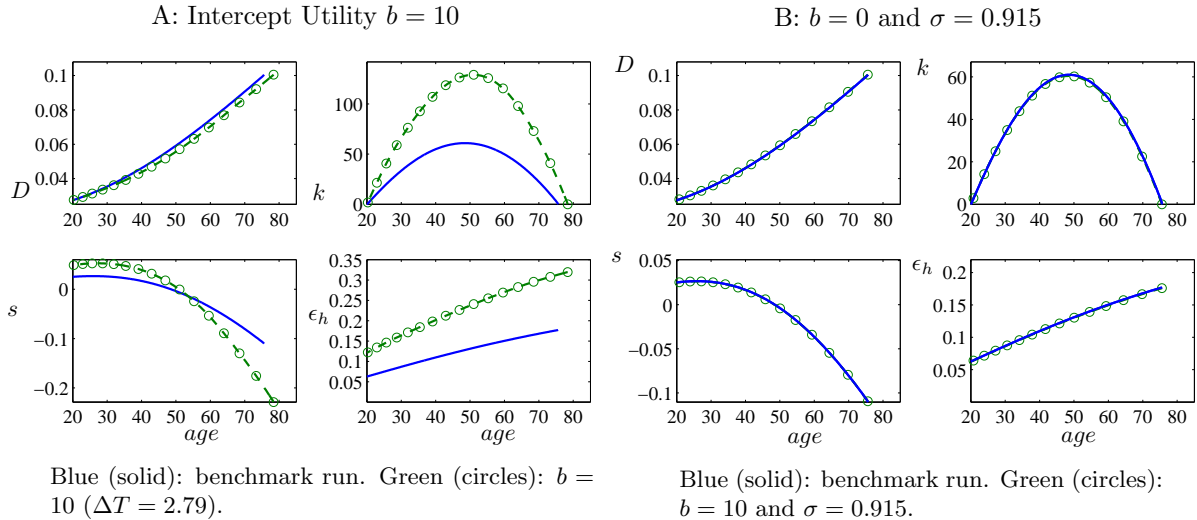 A: Intercept Utility b = 10
B: b = 0 and σ = 0.915
D
0.1
0.08
0.06
0.04
20 30 40 50 60 70 80
k
100
50
0
20 30 40 50 60 70 80
s
0
−0.1
−0.2
20 30 40 50 60 70 80
age
ϵh
0.35
0.3
0.25
0.2
0.15
0.1
0.05
20 30 40 50 60 70 80
age
Blue (solid): benchmark run. Green (circles): b =
10 (ΔT = 2.79).
D
0.1
0.08
0.06
0.04
20 30 40 50 60 70 80
k
60
40
20
0
20 30 40 50 60 70 80
s
0.05
0
−0.05
−0.1
20 30 40 50 60 70 80
age
ϵh
0.2
0.15
0.1
0.05
20 30 40 50 60 70 80
age
Blue (solid): benchmark run. Green (circles):
b = 10 and σ = 0.915.